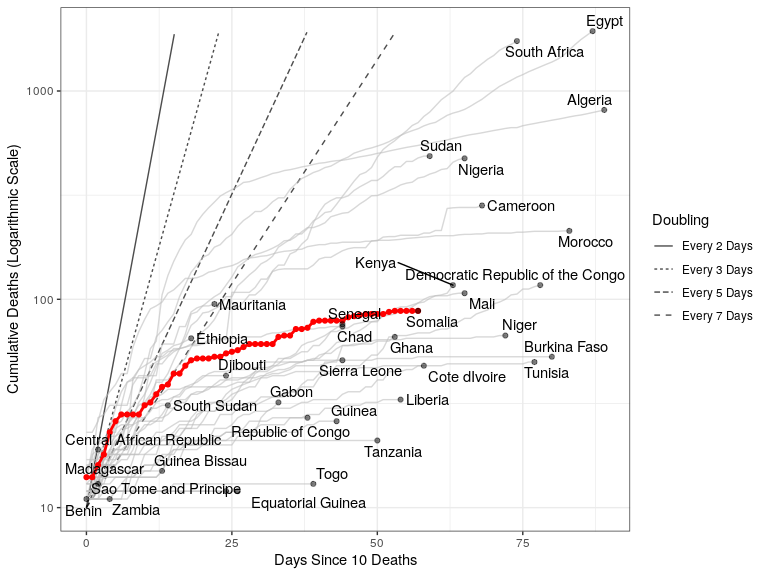 Egypt
South Africa
Algeria
1000
Sudan
Nigeria
Cameroon
Morocco
Kenya
Democratic Republic of the Congo
100
Mauritania
Mali
Senegal
Somalia
Chad
Niger
Ethiopia
Ghana
Burkina Faso
Djibouti
Sierra Leone
Cote dIvoire
Tunisia
Gabon
South Sudan
Guinea
Liberia
Republic of Congo
Central African Republic
Tanzania
Guinea Bissau
Madagascar
Togo
Sao Tome and Principe
Equatorial Guinea
10
Benin
Zambia
0
25
50
75
Days Since 10 Deaths
Cumulative Deaths (Logarithmic Scale)
Doubling
Every 2 Days
Every 3 Days
Every 5 Days
Every 7 Days